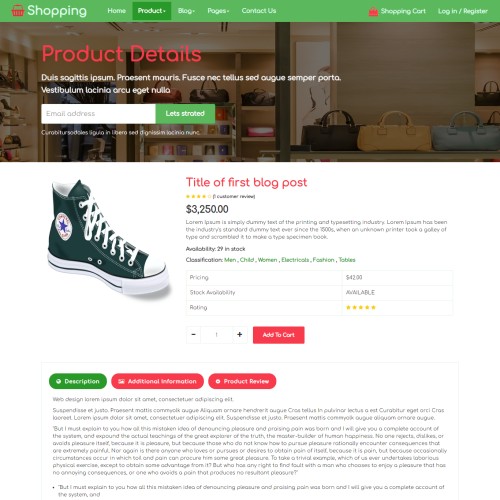 Shopping
Home Product Blog Pages Contact Us Shopping Cart Log In / Register
Product Details
Duis sagittis ipsum. Praesent mauris. Fusce nec tellus sed augue semper porta.
Vestibulum lacinia arcu eget nulla
Email address Lets strated
Curabitursodales ligula in libero sed dignissim lacinia nunc.
Title of first blog post
(1 customer review)
$3,250.00
Lorem Ipsum is simply dummy text of the printing and typesetting industry. Lorem Ipsum has been
the industry's standard dummy text ever since the 1500s, when an unknown printer took a galley of
type and scrambled it to make a type specimen book.
Availability: 29 in stock
Classification: Men , Child , Women , Electricals , Fashion , Tables
Pricing $42.00
Stock Availability AVAILABLE
Rating
- 1 + Add To Cart
Description Additional Information Product Review
Web design lorem ipsum dolor sit amet, consectetuer adipiscing elit.
Suspendisse et justo. Praesent mattis commyolk augue Aliquam ornare hendrerit augue Cras tellus In pulvinar lectus a est Curabitur eget orci Cras
laoreet. Lorem ipsum dolor sit amet, consectetuer adipiscing elit. Suspendisse et justo. Praesent mattis commyolk augue aliquam ornare augue.
"But I must explain to you how all this mistaken idea of denouncing pleasure and praising pain was born and I will give you a complete account of
the system, and expound the actual teachings of the great explorer of the truth, the master-builder of human happiness. No one rejects, dislikes, or
avoids pleasure itself, because it is pleasure, but because those who do not know how to pursue pleasure rationally encounter consequences that
are extremely painful. Nor again is there anyone who loves or pursues or desires to obtain pain of itself, because it is pain, but because occasionally
circumstances occur in which toil and pain can procure him some great pleasure. To take a trivial example, which of us ever undertakes laborious
physical exercise, except to obtain some advantage from it? But who has any right to find fault with a man who chooses to enjoy a pleasure that has
no annoying consequences, or one who avoids a pain that produces no resultant pleasure?"
"But I must explain to you how all this mistaken idea of denouncing pleasure and praising pain was born and I will give you a complete account of
the system, and